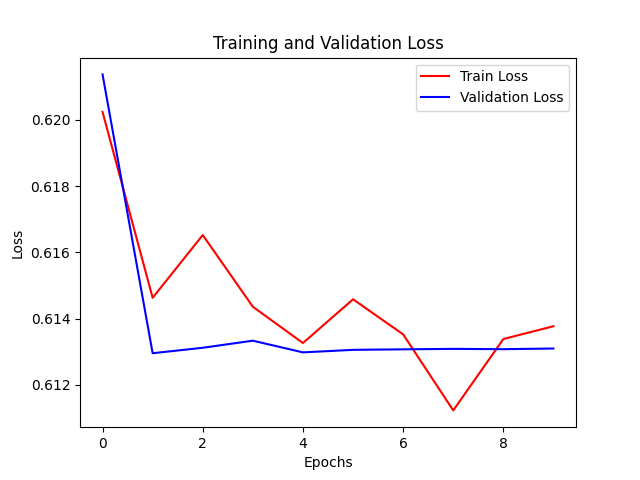 Training and Validation Loss
Train Loss
Validation Loss
0.620
0.618
0.616
0.614
0.612
Loss
0
2
4
6
8
Epochs